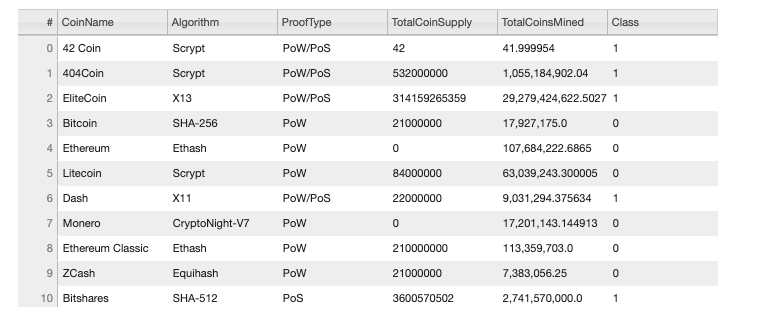 # CoinName Algorithm ProofType TotalCoinSupply TotalCoinsMined Class
0 42 Coin Scrypt PoW/PoS 42 41.999954 1
1 404Coin Scrypt PoW/PoS 532000000 1,055,184,902.04 1
2 EliteCoin X13 PoW/PoS 314159265359 29,279,424,622.5027 1
3 Bitcoin SHA-256 PoW 21000000 17,927,175.0 0
4 Ethereum Ethash PoW 0 107,684,222.6865 0
5 Litecoin Scrypt PoW 84000000 63,039,243.300005 0
6 Dash X11 PoW/PoS 22000000 9,031,294.375634 1
7 Monero CryptoNight-V7 PoW 0 17,201,143.144913 0
8 Ethereum Classic Ethash PoW 210000000 113,359,703.0 0
9 ZCash Equihash PoW 21000000 7,383,056.25 0
10 Bitshares SHA-512 PoS 3600570502 2,741,570,000.0 1